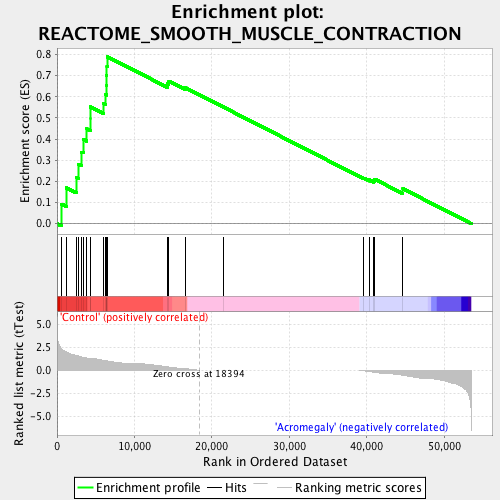 Enrichment plot:
REACTOME_SMOOTH_MUSCLE_CONTRACTION
Enrichment score (ES)
0.8
0.7
0.6
0.5
0.4
0.3
0.2
0.1
0.0
'Control' (positively correlated)
Ranked list metric (tTest)
5.0
2.5
0.0
-2.5
-5.0
Zero cross at 18394
'Acromegaly' (negatively correlated)
0
10,000
20,000
30,000
40,000
50,000
Rank in Ordered Dataset
Enrichment profile
Hits
Ranking metric scores